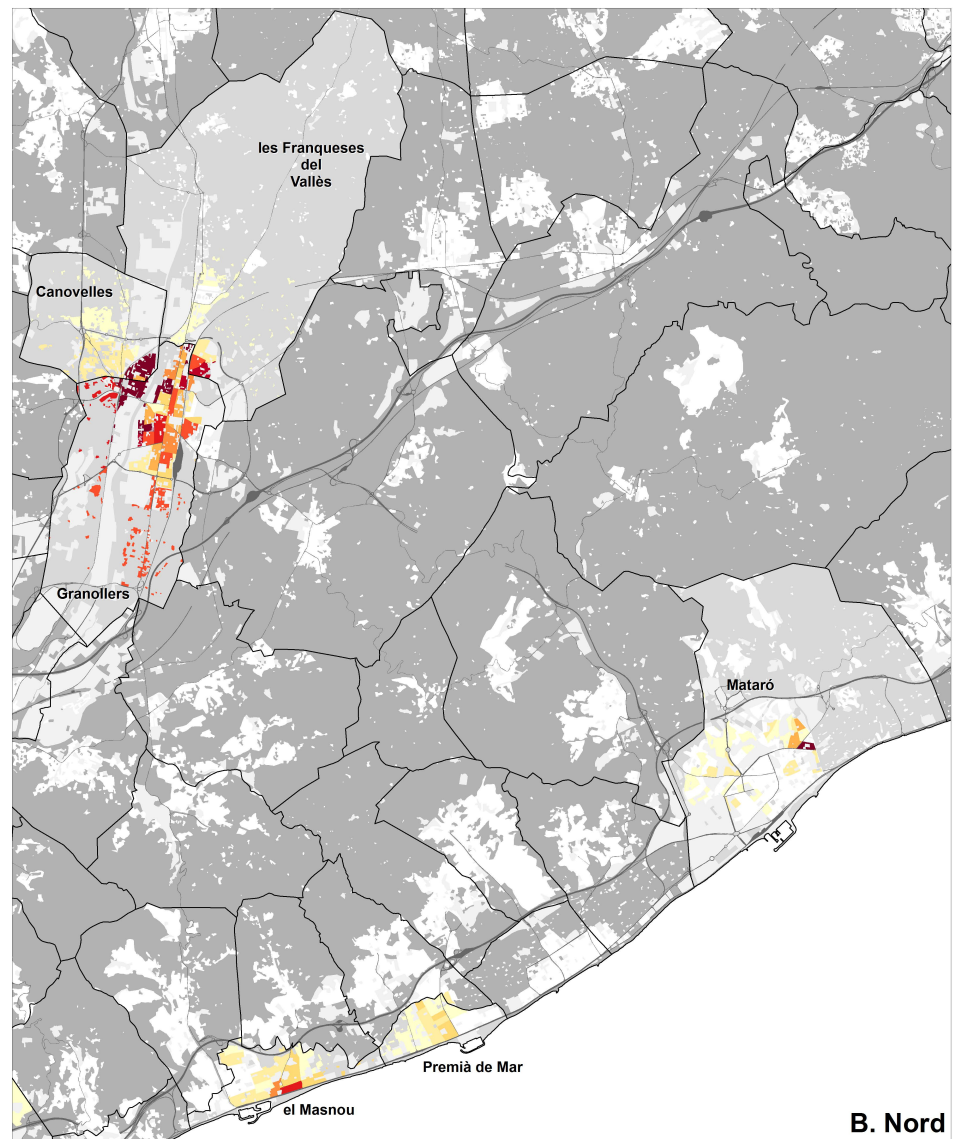 les Franqueses
del
Vallès
Canovelles
Granollers
Mataró
Premià de Mar
el Masnou
B. Nord